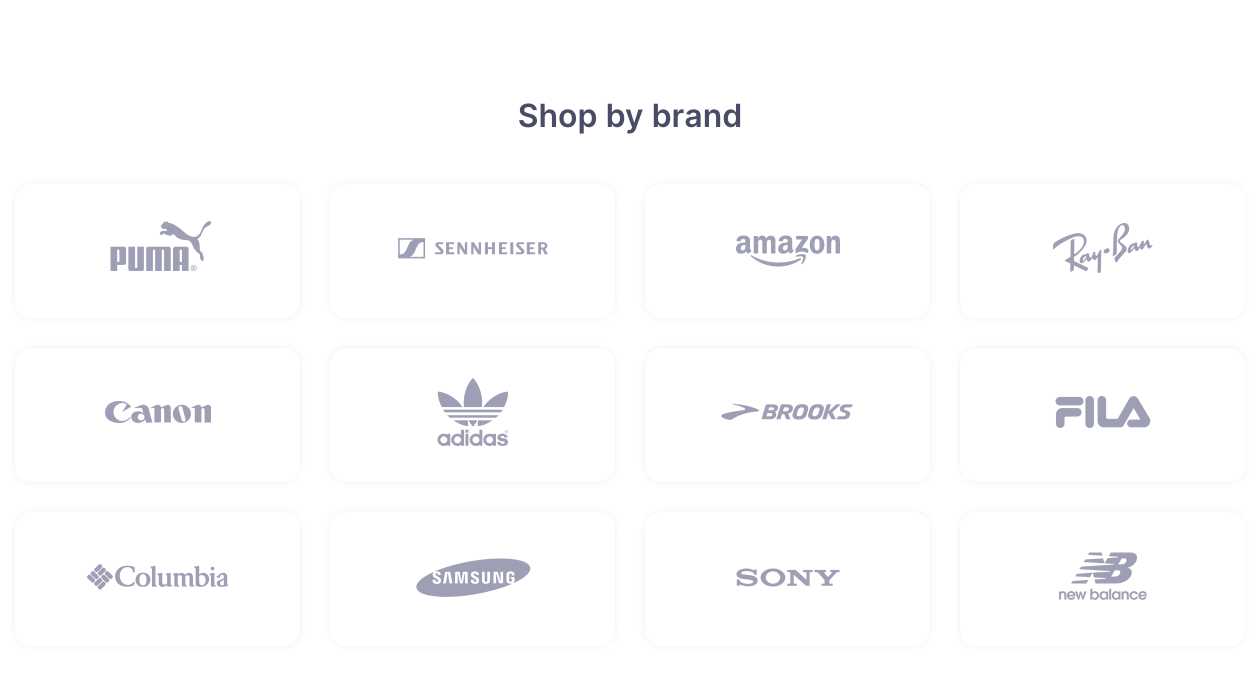 Shop by brand
PUMA®
SENNHEISER
amazon
Ray-Ban
Canon
adidas
BROOKS
FILA
Columbia
SAMSUNG
SONY
NB
new balance